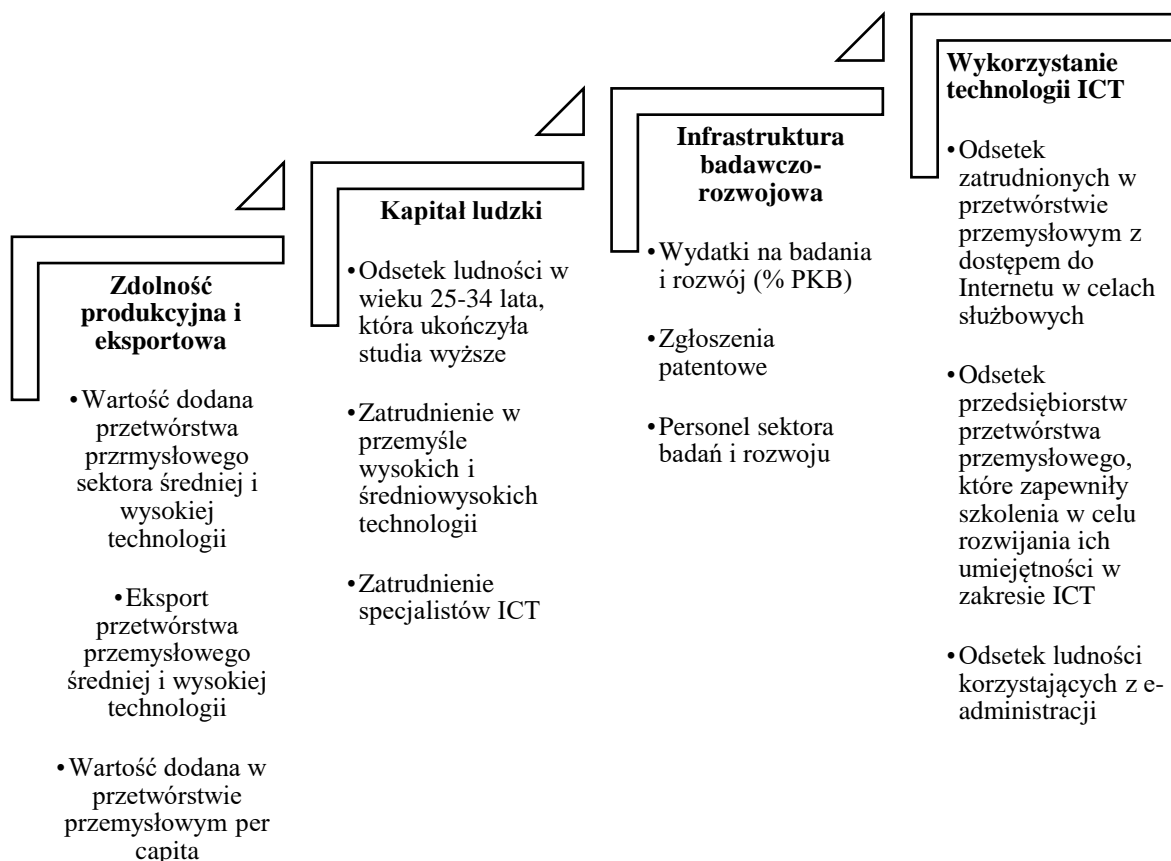 Zdolność
produkcyjna i
eksportowa
•Wartość dodana
przetwórstwa
przrmysłowego
sektora średniej i
wysokiej
technologii
•Eksport
przetwórstwa
przemysłowego
średniej i wysokiej
technologii
•Wartość dodana w
przetwórstwie
przemysłowym per
capita
Kapitał ludzki
•Odsetek ludności w
wieku 25-34 lata,
która ukończyła
studia wyższe
•Zatrudnienie w
przemyśle
wysokich i
średniowysokich
technologii
•Zatrudnienie
specjalistów ICT
Infrastruktura
badawczo-
rozwojowa
•Wydatki na badania
i rozwój (% PKB)
•Zgłoszenia
patentowe
•Personel sektora
badań i rozwoju
Wykorzystanie
technologii ICT
•Odsetek
zatrudnionych w
przetwórstwie
przemysłowym z
dostępem do
Internetu w celach
służbowych
•Odsetek
przedsiębiorstw
przetwórstwa
przemysłowego,
które zapewniły
szkolenia w celu
rozwijania ich
umiejętności w
zakresie ICT
•Odsetek ludności
korzystających z e-
administracji